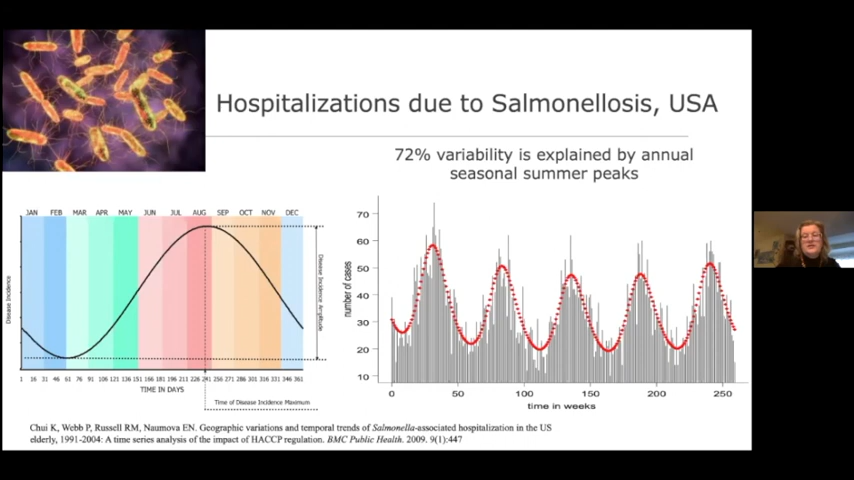 Hospitalizations due to Salmonellosis, USA
72% variability is explained by annual
seasonal summer peaks
JAN FEB MAR APR MAY JUN JUL AUG SEP OCT NOV DEC
Disease Incidence
Disease Incidence Amplitude
1 16 31 46 61 76 91 106 121 136 151 166 181 196 211 226 241 256 271 286 301 316 331 346 361
TIME IN DAYS
Time of Disease Incidence Maximum
number of cases
70
60
50
40
30
20
10
0 50 100 150 200 250
time in weeks
Chui K, Webb P, Russell RM, Naumova EN. Geographic variations and temporal trends of Salmonella-associated hospitalization in the US
elderly, 1991-2004: A time series analysis of the impact of HACCP regulation. BMC Public Health. 2009. 9(1):447